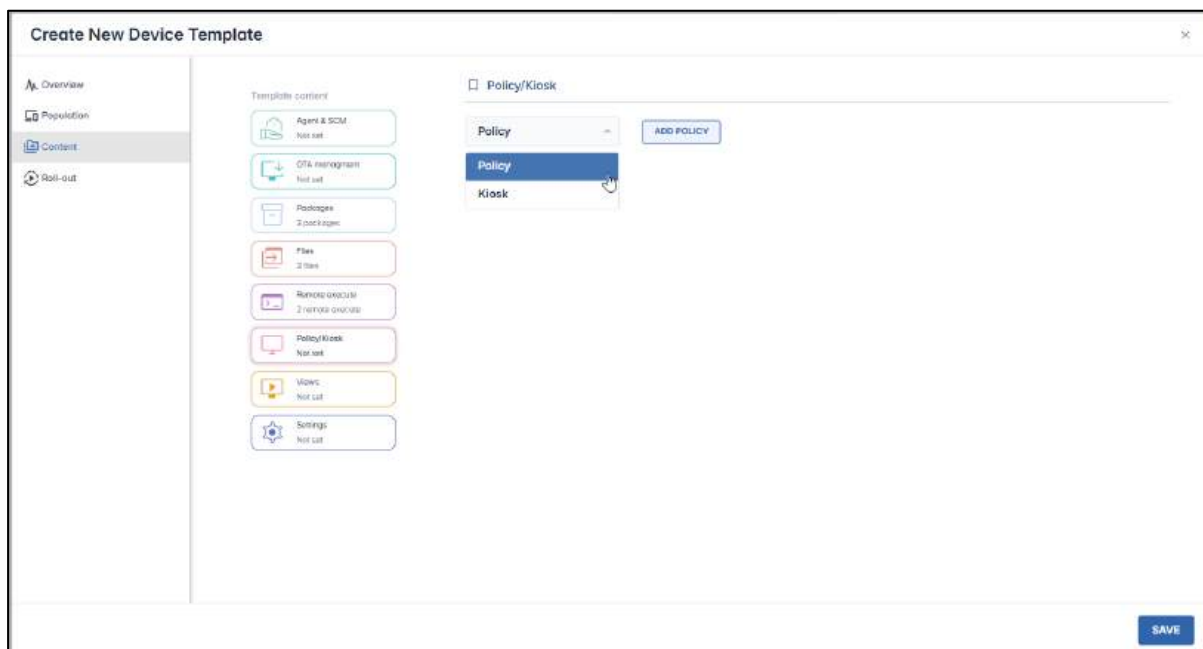 Create New Device Template
Overview
Population
Content
Roll-out
Template content
Agent & SCM
Not set
OTA managment
Not set
Packages
3 packages
Files
2 files
Remote execute
2 remote execute
Policy/Kiosk
Not set
Views
Not set
Settings
Not set
Policy/Kiosk
Policy
ADD POLICY
Policy
Kiosk
SAVE